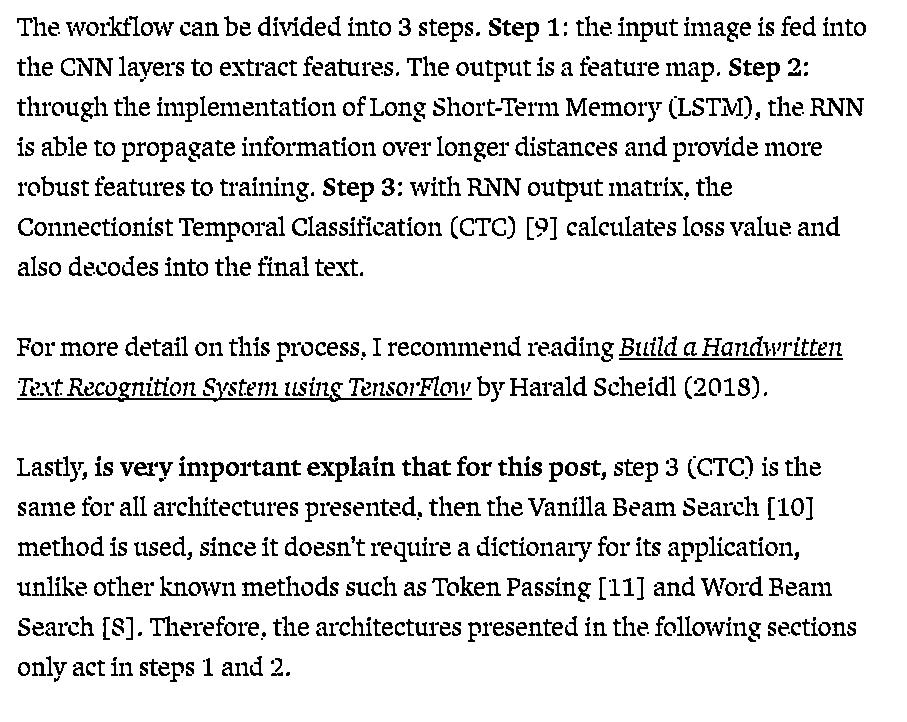 The workflow can be divided into 3 steps. Step 1: the input image is fed into
the CNN layers to extract features. The output is a feature map. Step 2:
through the implementation of Long Short-Term Memory (LSTM), the RNN
is able to propagate information over longer distances and provide more
robust features to training. Step 3: with RNN output matrix, the
Connectionist Temporal Classification (CTC) [9] calculates loss value and
also decodes into the final text.
For more detail on this process, I recommend reading Build a Handwritten
Text Recognition System using TensorFlow by Harald Scheidl (2018).
Lastly, is very important explain that for this post, step 3 (CTC) is the
same for all architectures presented, then the Vanilla Beam Search [10]
method is used, since it doesn't require a dictionary for its application,
unlike other known methods such as Token Passing [11] and Word Beam
Search [8]. Therefore, the architectures presented in the following sections
only act in steps 1 and 2.